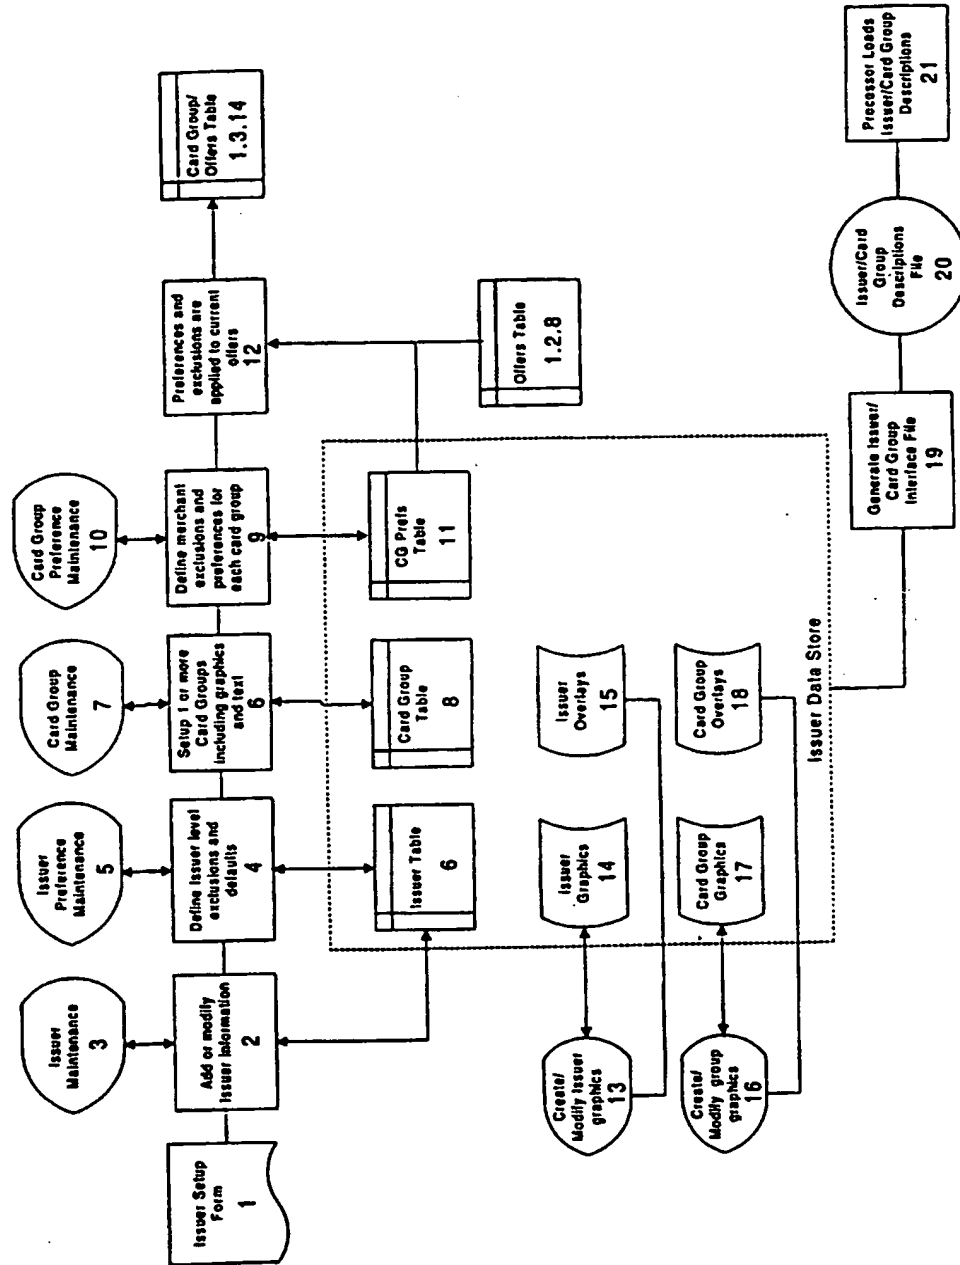 Issuer Setup
Form
1
Add or modify
Issuer Information
2
Issuer
Maintenance
3
Define Issuer level
exclusions and
defaults
4
Issuer
Preference
Maintenance
5
Setup 1 or more
Card Groups
including graphics
and text
6
Card Group
Maintenance
7
Define merchant
exclusions and
preferences for
each card group
9
Card Group
Preference
Maintenance
10
Preferences and
exclusions are
applied to current
offers
12
Card Group/
Offers Table
1.3.14
Issuer Table
6
Card Group
Table
8
CG Prefs
Table
11
Offers Table
1.2.8
Create/
Modify Issuer
graphics
13
Issuer
Graphics
14
Issuer
Overlays
15
Create/
Modify group
graphics
16
Card Group
Graphics
17
Card Group
Overlays
18
Issuer Data Store
Generate Issuer/
Card Group
Interface File
19
Issuer/Card
Group
Descriptions
File
20
Processor Loads
Issuer/Card Group
Descriptions
21